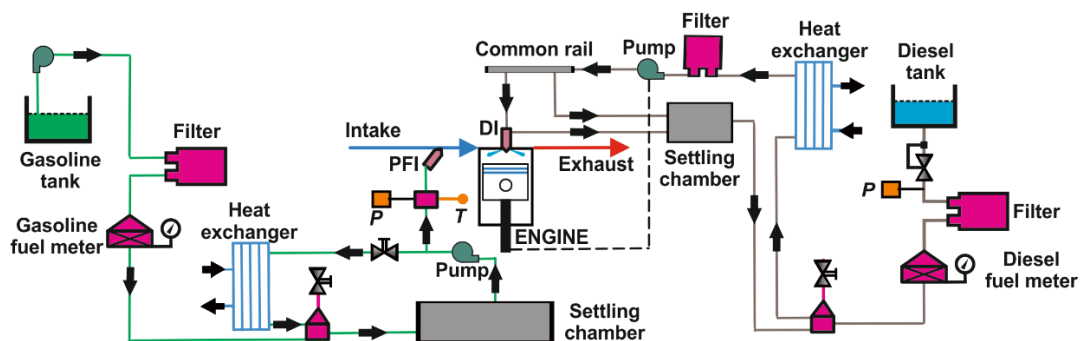 Gasoline
tank
Filter
Gasoline
fuel meter
Heat
exchanger
Intake
PFI
P
T
Pump
Settling
chamber
Common rail
DI
Exhaust
ENGINE
Pump
Filter
Settling
chamber
Heat
exchanger
Diesel
tank
P
Filter
Diesel
fuel meter